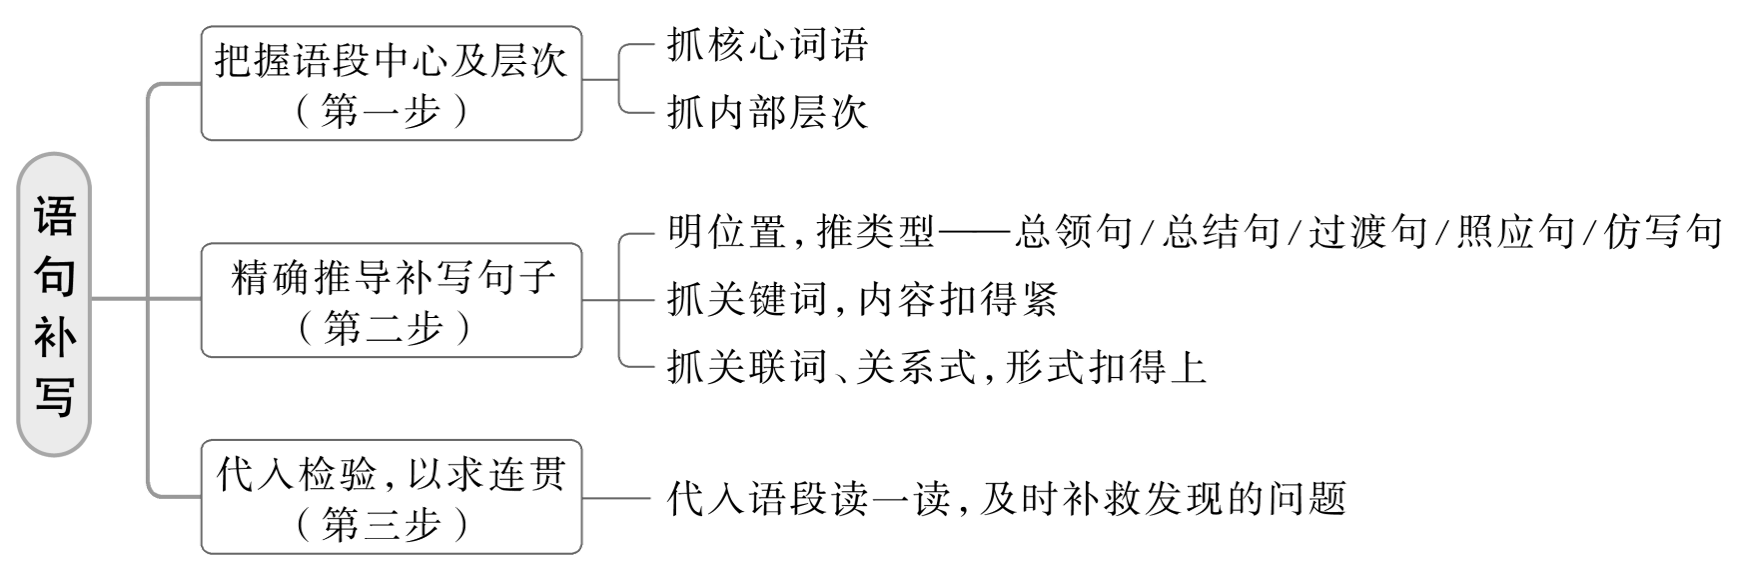 语句补写
把握语段中心及层次
（第一步）
抓核心词语
抓内部层次
精确推导补写句子
（第二步）
明位置，推类型——总领句/总结句/过渡句/照应句/仿写句
抓关键词，内容扣得紧
抓关联词、关系式，形式扣得上
代入检验，以求连贯
（第三步）
代入语段读一读，及时补救发现的问题